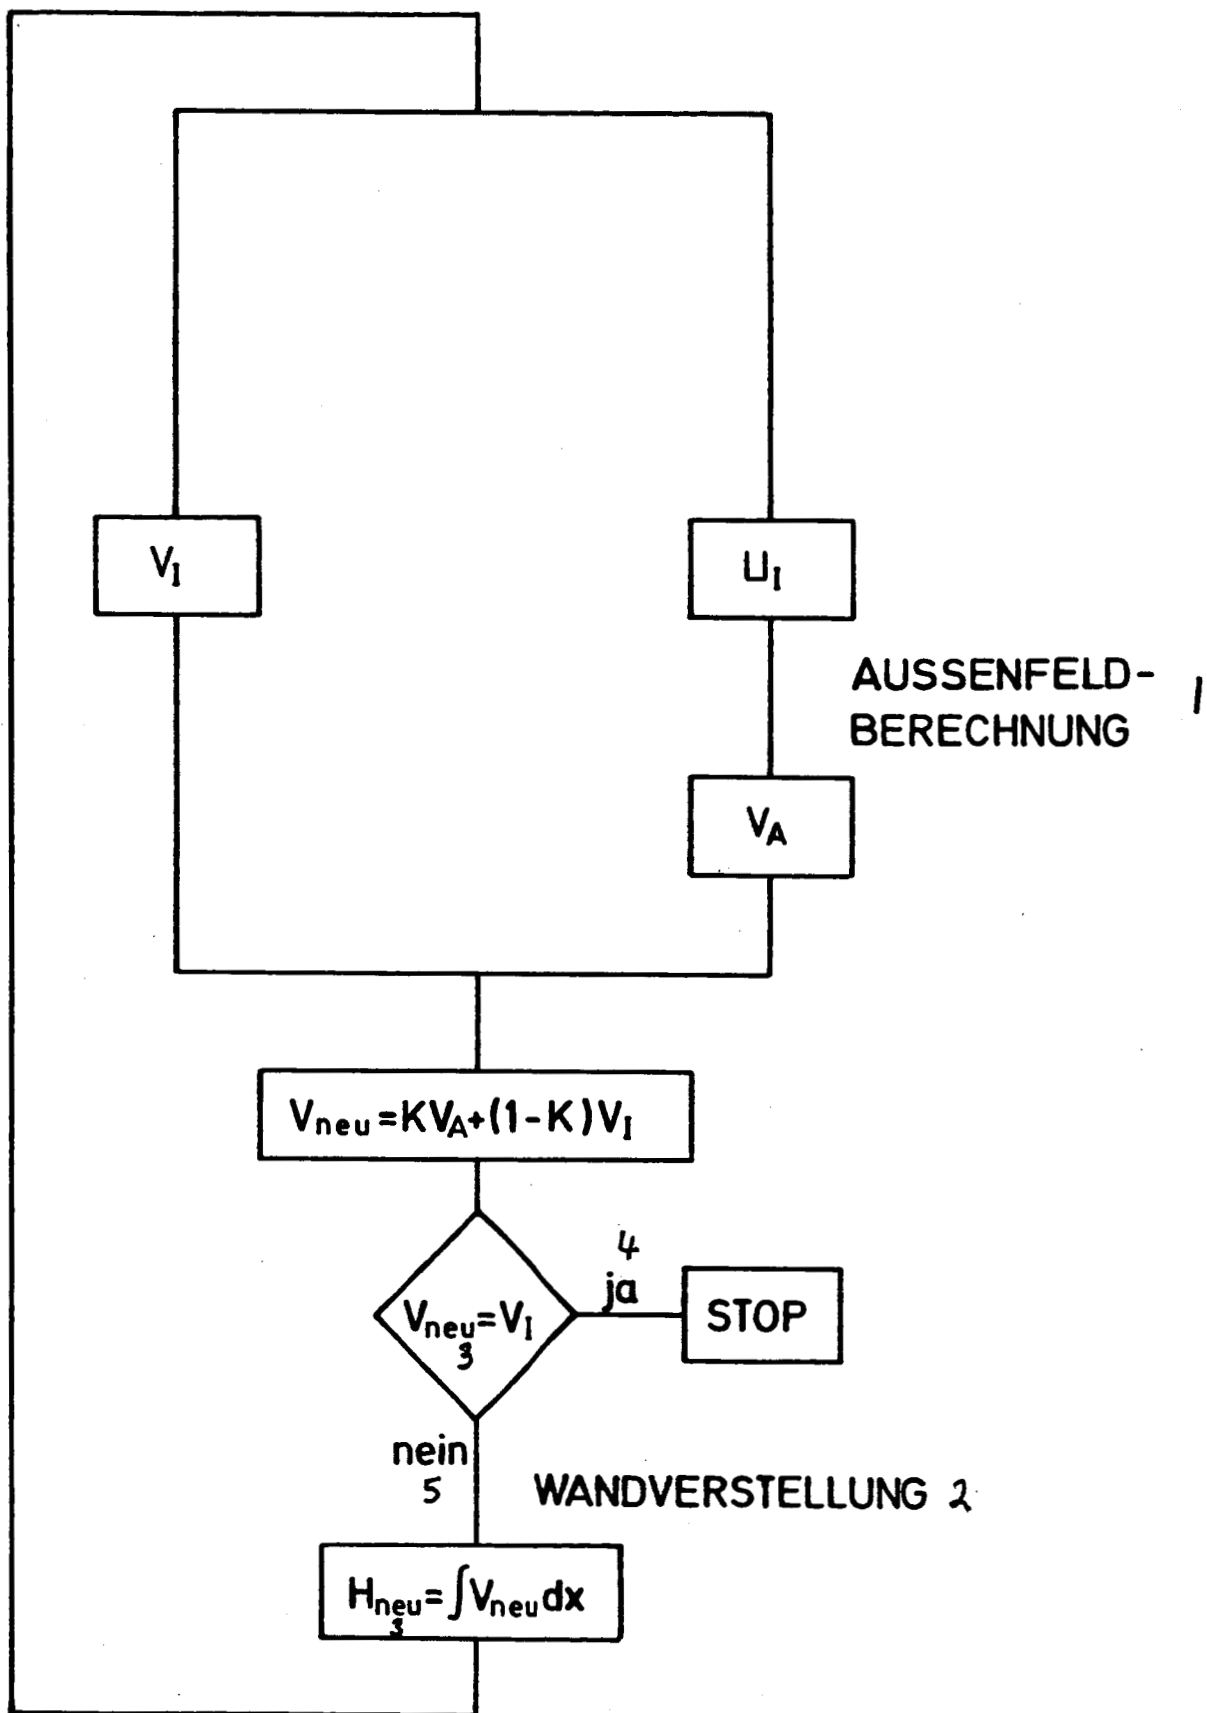 V_I
U_I
AUSSENFELD-
BERECHNUNG 1
V_A
V_neu = KV_A + (1 - K) V_I
4
ja
V_neu = V_I
3
STOP
nein
5
WANDVERSTELLUNG 2
H_neu = ∫ V_neu dx
3